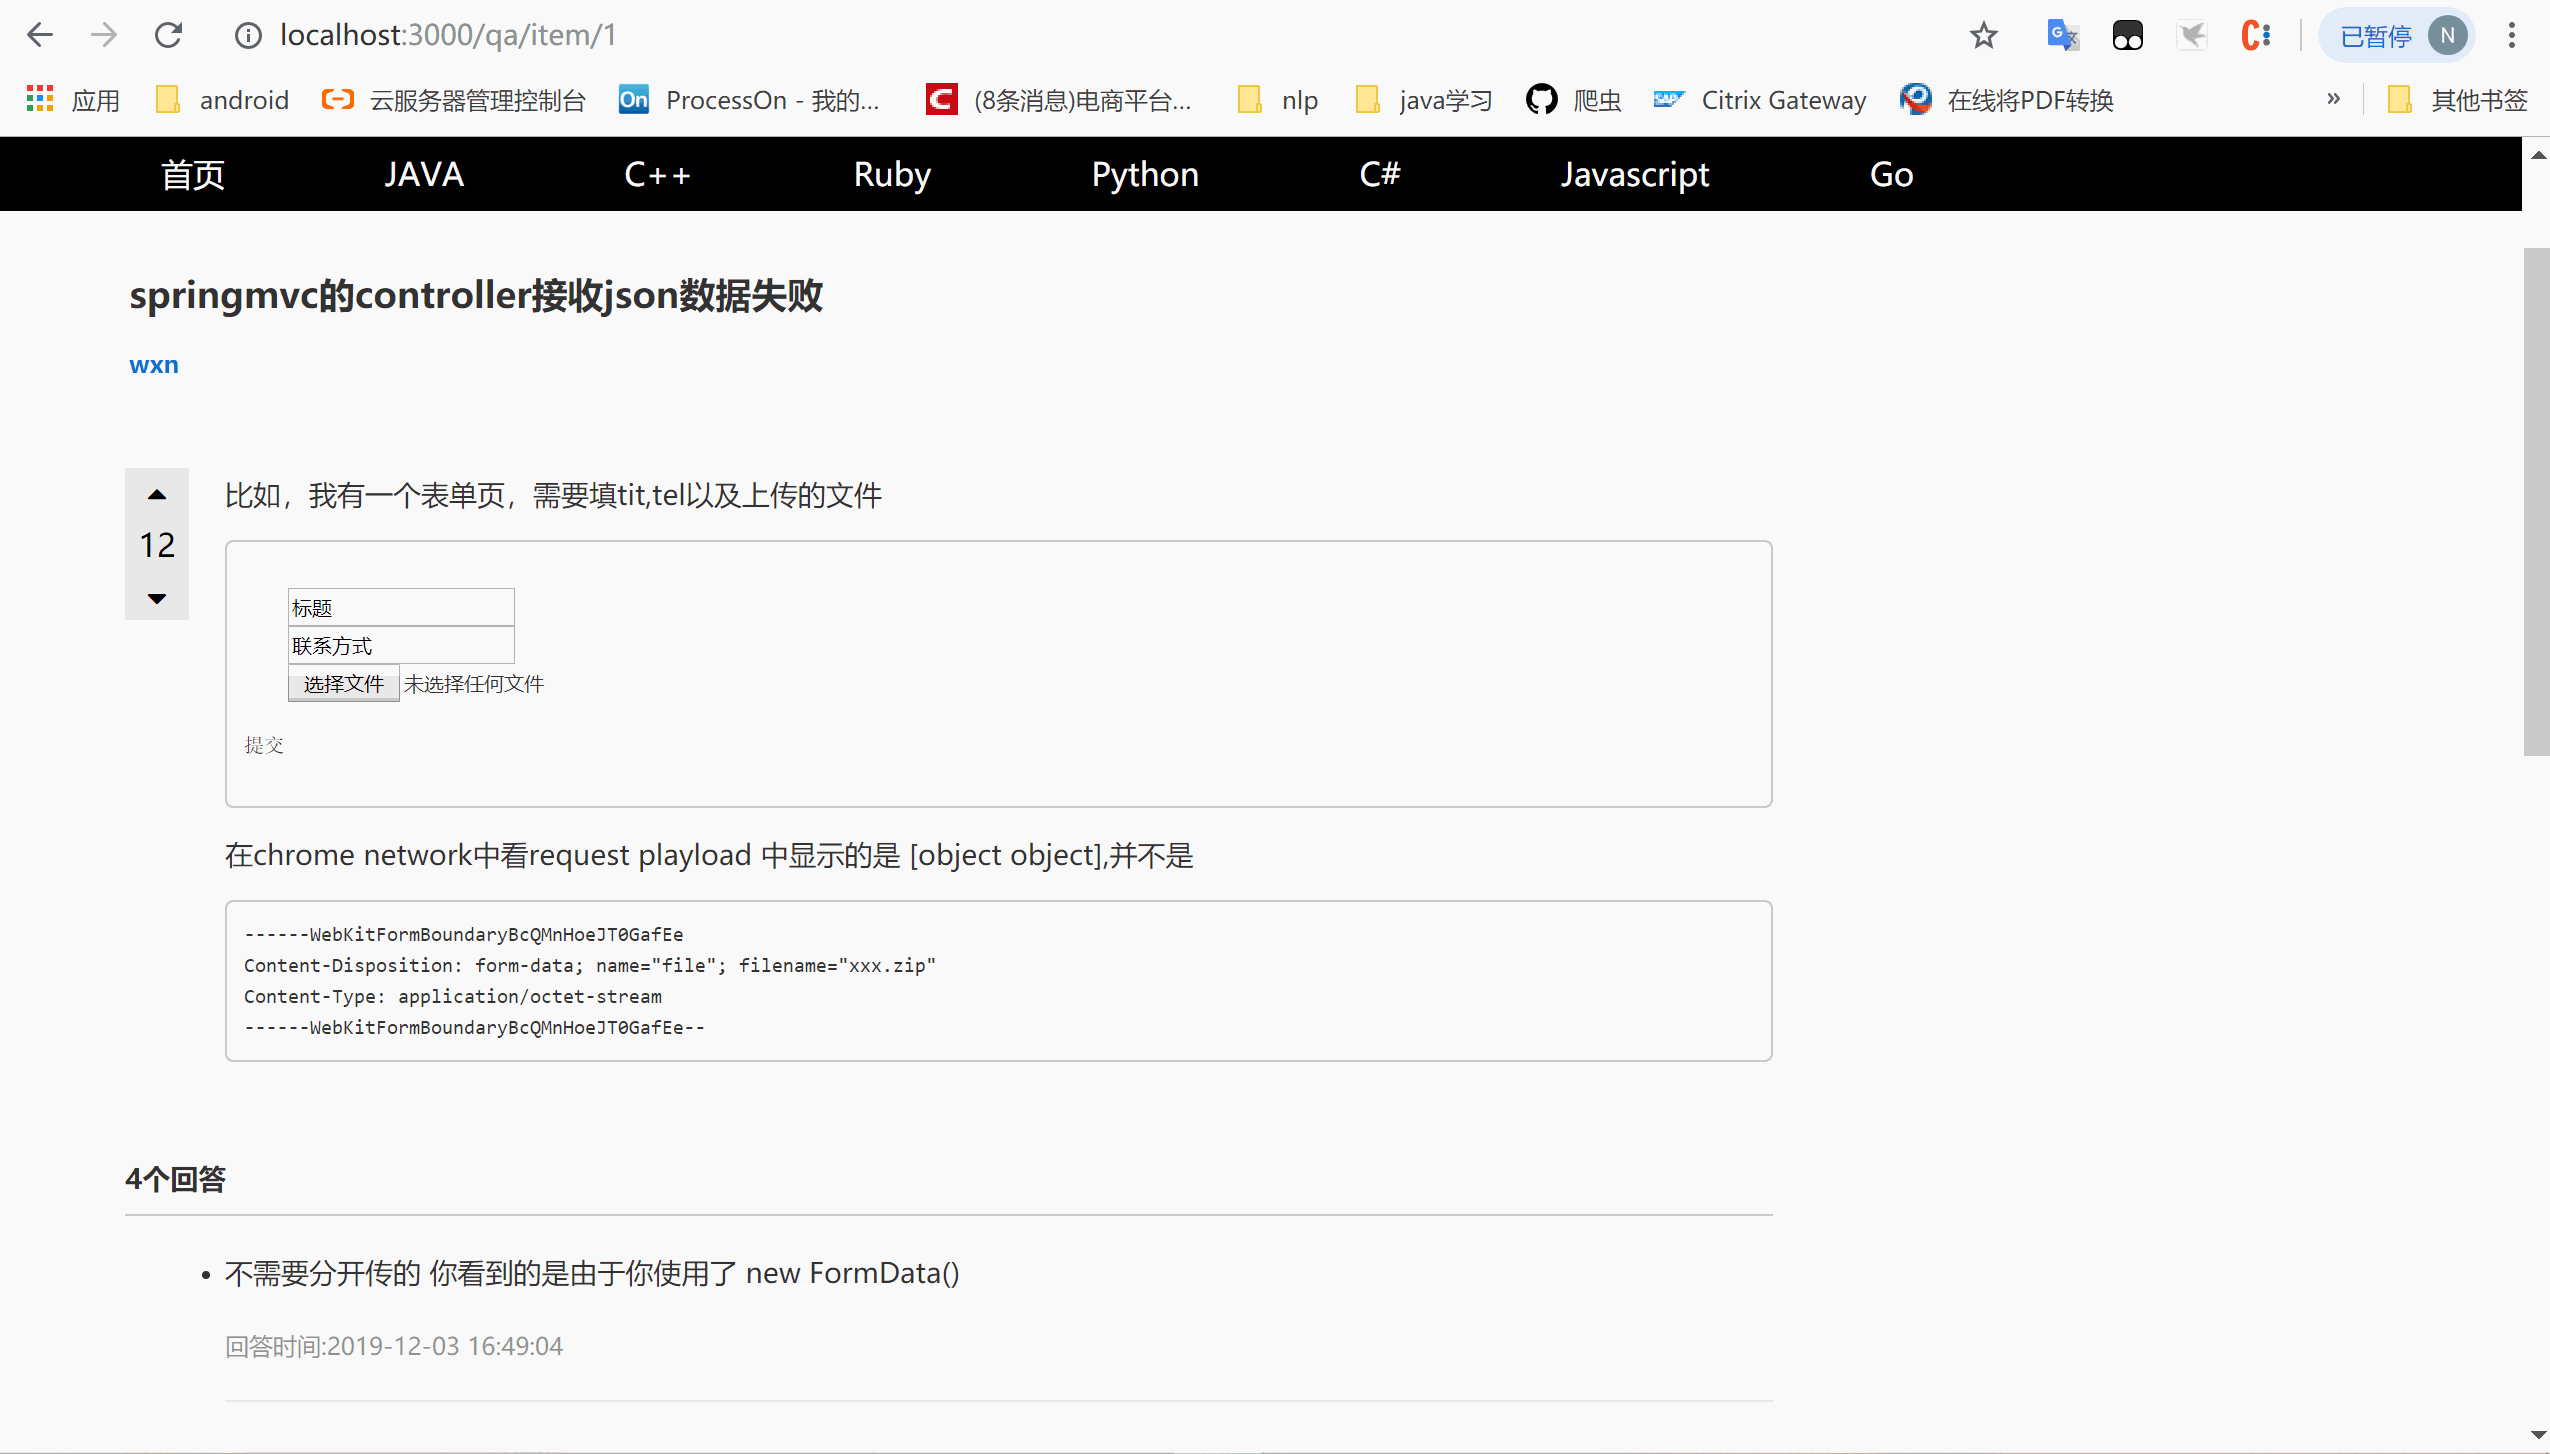 localhost:3000/qa/item/1
已暂停 N
应用 android 云服务器管理控制台 On ProcessOn - 我的... (8条消息)电商平台... nlp java学习 爬虫 SAP Citrix Gateway 在线将PDF转换 » 其他书签
首页 JAVA C++ Ruby Python C# Javascript Go
springmvc的controller接收json数据失败
wxn
12
比如，我有一个表单页，需要填tit,tel以及上传的文件
标题
联系方式
选择文件 未选择任何文件
提交
在chrome network中看request playload 中显示的是 [object object],并不是
------WebKitFormBoundaryBcQMnHoeJT0GafEe
Content-Disposition: form-data; name="file"; filename="xxx.zip"
Content-Type: application/octet-stream
------WebKitFormBoundaryBcQMnHoeJT0GafEe--
4个回答
• 不需要分开传的 你看到的是由于你使用了 new FormData()
回答时间:2019-12-03 16:49:04